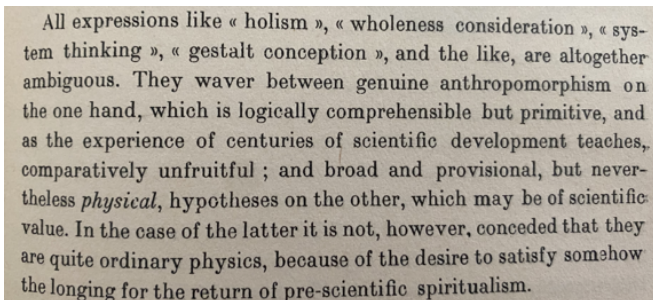 All expressions like « holism », « wholeness consideration », « sys-
tem thinking », « gestalt conception », and the like, are altogether
ambiguous. They waver between genuine anthropomorphism on
the one hand, which is logically comprehensible but primitive, and
as the experience of centuries of scientific development teaches,
comparatively unfruitful ; and broad and provisional, but never-
theless physical, hypotheses on the other, which may be of scientific
value. In the case of the latter it is not, however, conceded that they
are quite ordinary physics, because of the desire to satisfy somehow
the longing for the return of pre-scientific spiritualism.